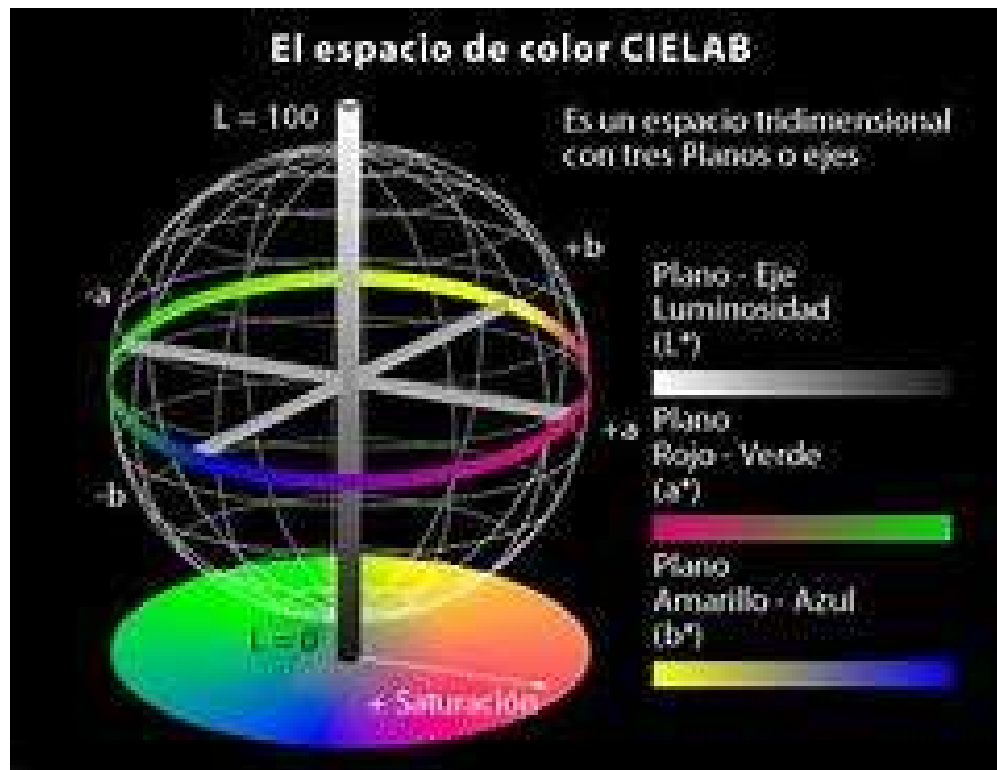 El espacio de color CIELAB
L = 100
Es un espacio tridimensional
con tres Planos o ejes
+b
-a
Plano - Eje
Luminosidad
(L*)
+a
Plano
Rojo - Verde
(a*)
-b
Plano
Amarillo - Azul
(b*)
L = 0
+ Saturación